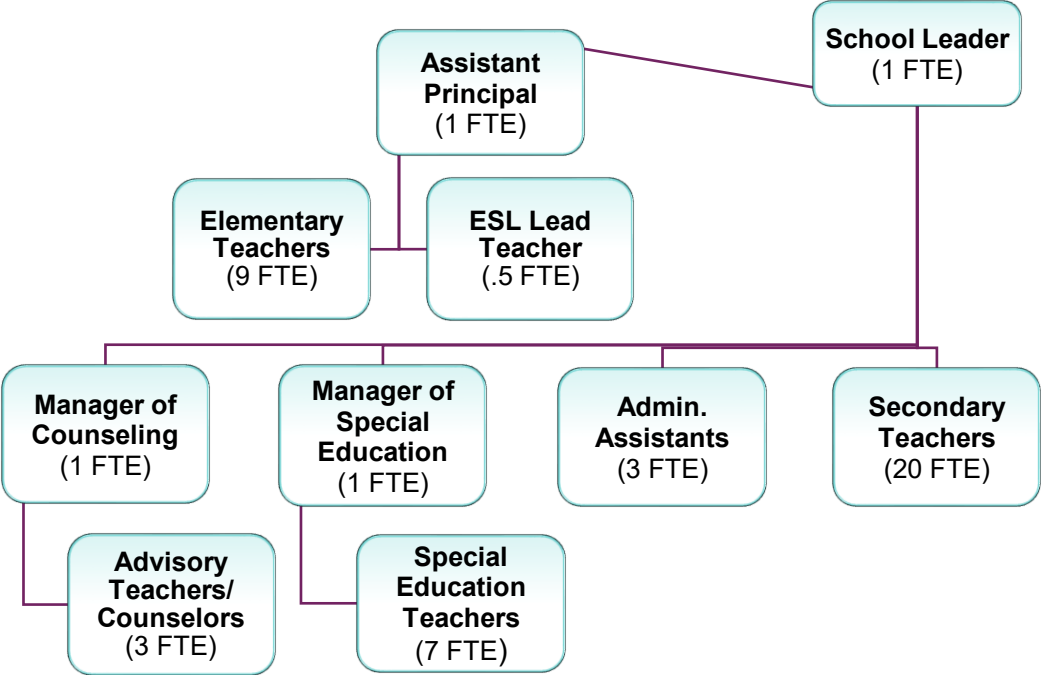 School Leader
(1 FTE)
Assistant
Principal
(1 FTE)
Elementary
Teachers
(9 FTE)
ESL Lead
Teacher
(.5 FTE)
Manager of
Counseling
(1 FTE)
Manager of
Special
Education
(1 FTE)
Admin.
Assistants
(3 FTE)
Secondary
Teachers
(20 FTE)
Advisory
Teachers/
Counselors
(3 FTE)
Special
Education
Teachers
(7 FTE)